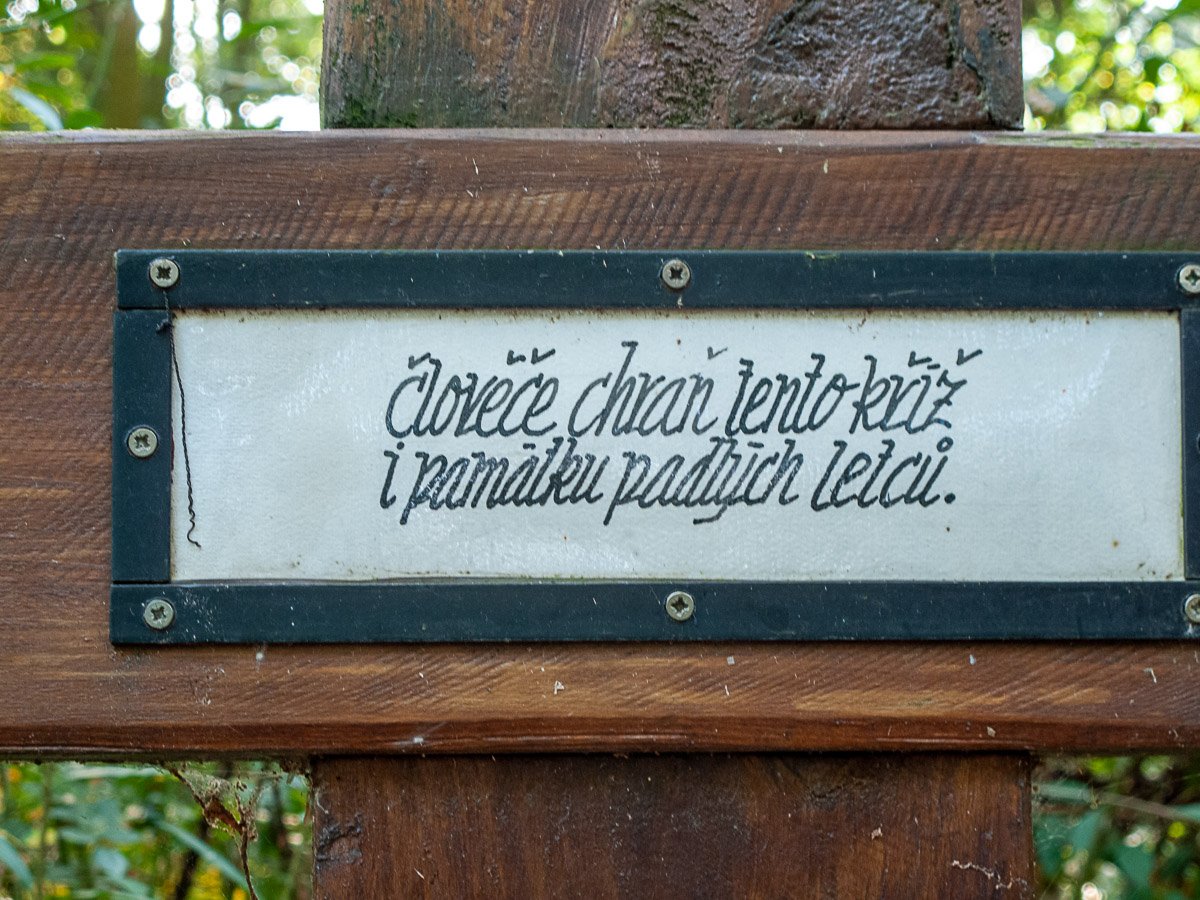 člověče chraň tento kříž
i památku padlých letců.